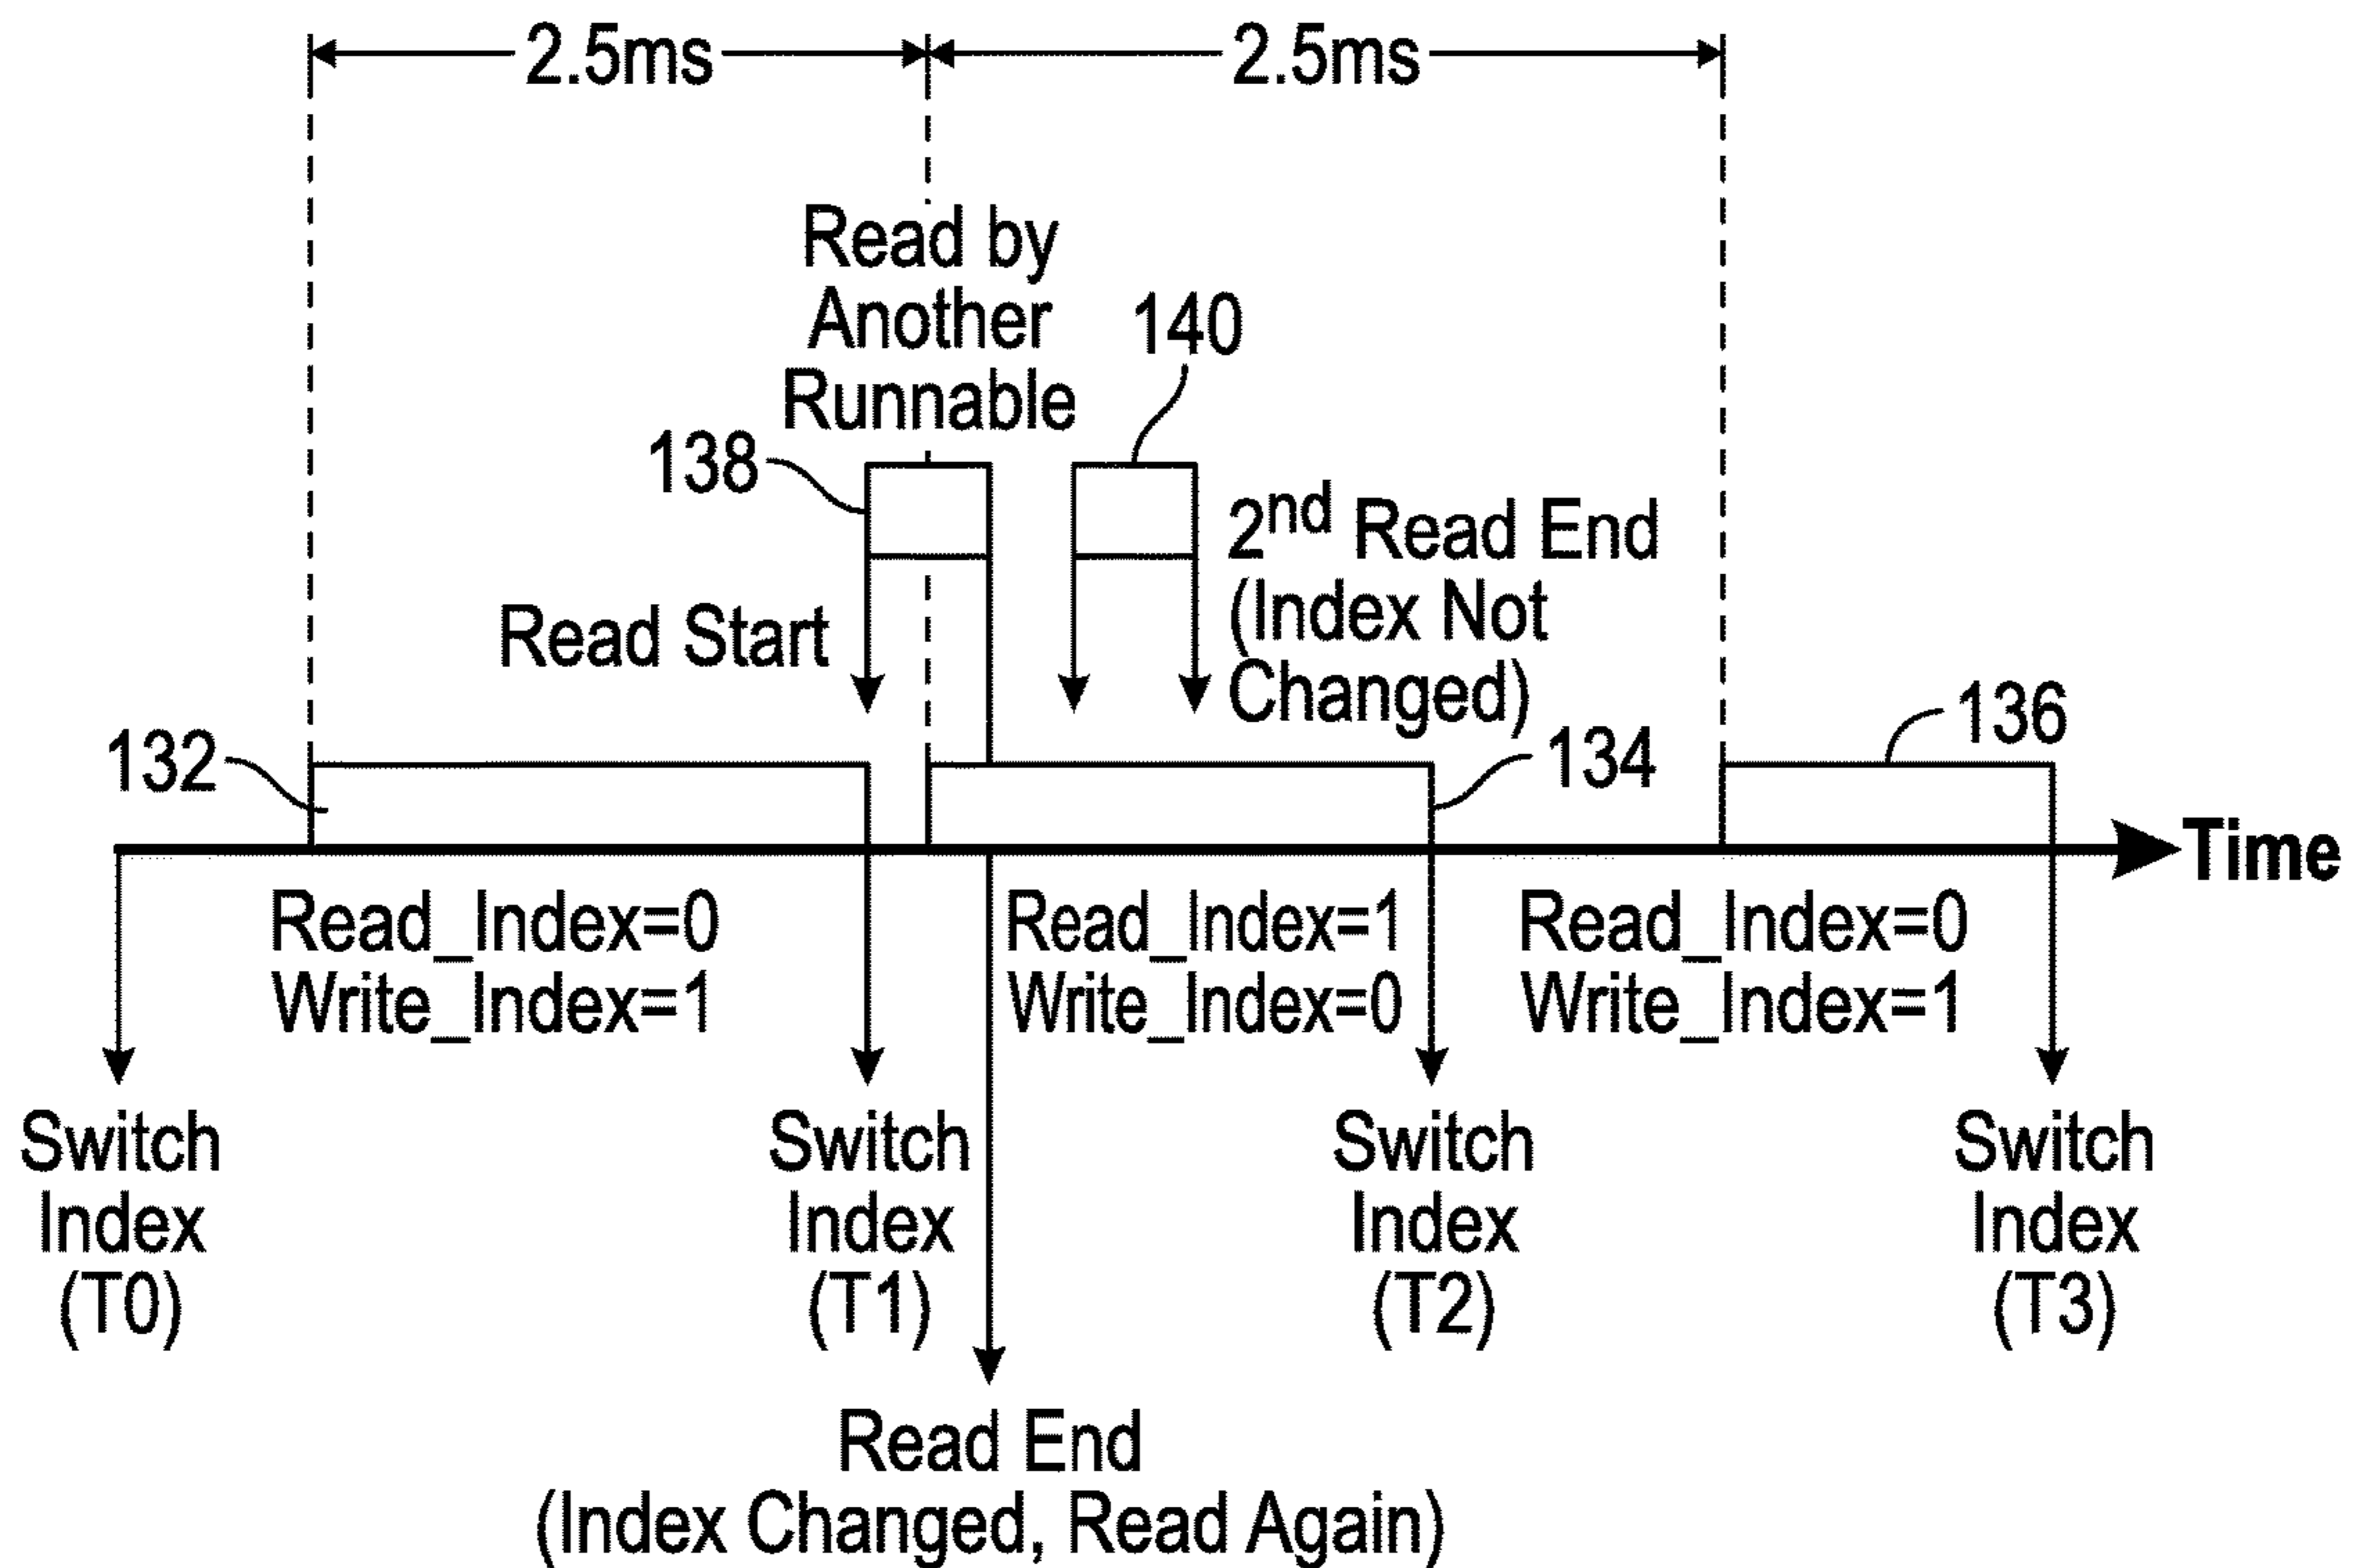 2.5ms
2.5ms
Read by
Another
Runnable
140
138
2nd Read End
(Index Not
Changed)
Read Start
132
134
136
Time
Read_Index=0
Write_Index=1
Read_Index=1
Write_Index=0
Read_Index=0
Write_Index=1
Switch
Index
(T0)
Switch
Index
(T1)
Switch
Index
(T2)
Switch
Index
(T3)
Read End
(Index Changed, Read Again)